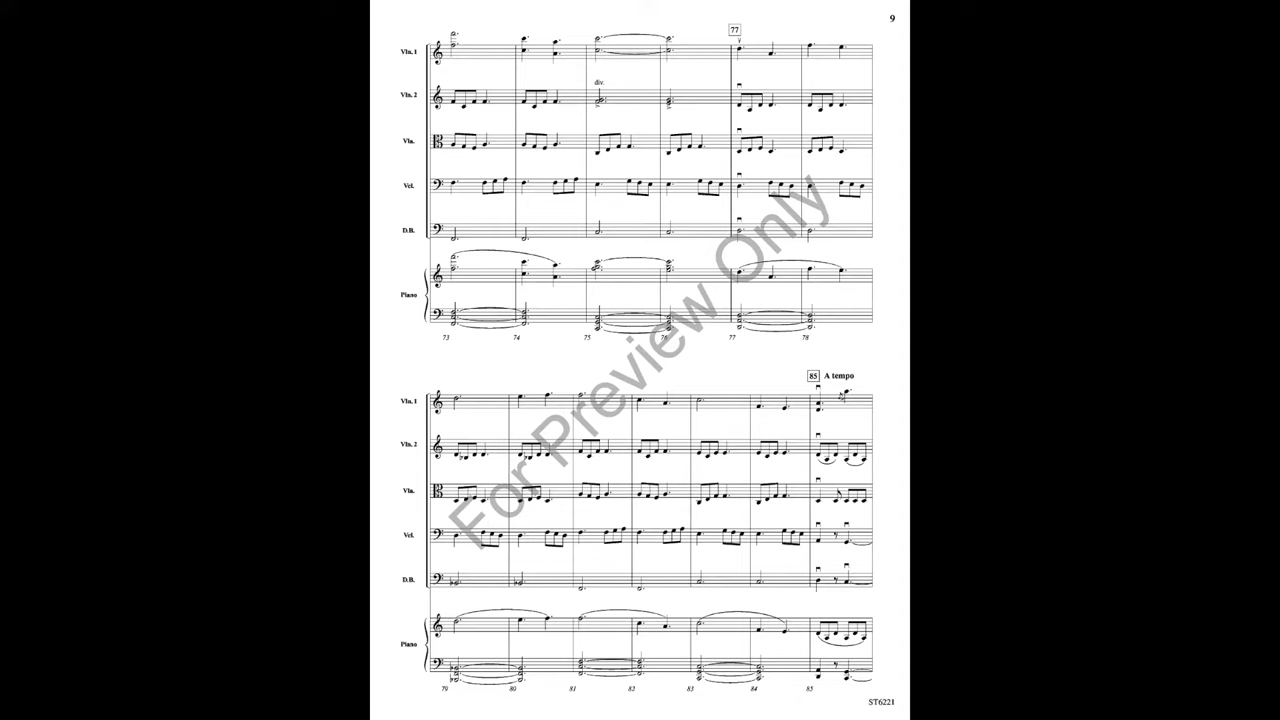 9
77
Vln. 1
div.
Vln. 2
Vla.
Vcl.
D.B.
Piano
73 74 75 76 77 78
For Preview Only
85 A tempo
Vln. 1
Vln. 2
Vla.
Vcl.
D.B.
Piano
79 80 81 82 83 84 85
ST6221